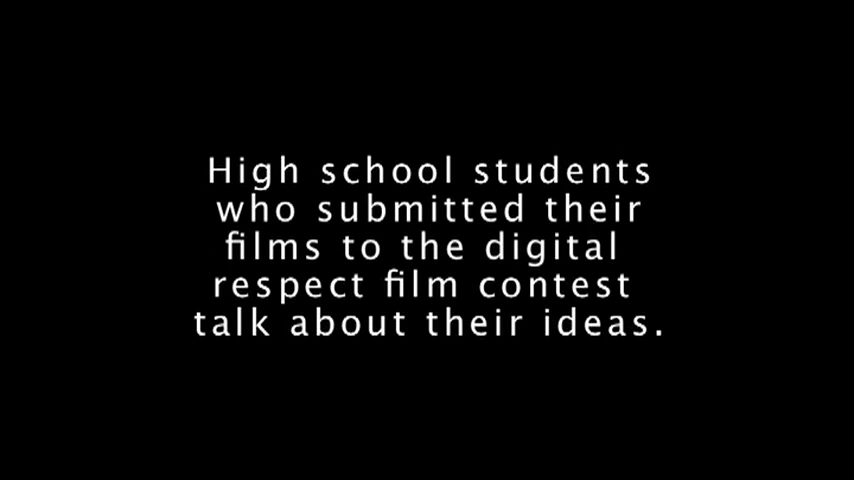 High school students
who submitted their
films to the digital
respect film contest
talk about their ideas.